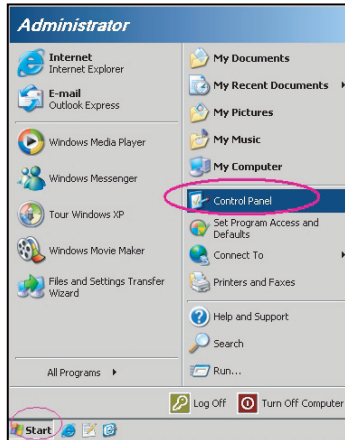 Administrator
Internet
Internet Explorer
E-mail
Outlook Express
Windows Media Player
Windows Messenger
Tour Windows XP
Windows Movie Maker
Files and Settings Transfer
Wizard
All Programs
My Documents
My Recent Documents
My Pictures
My Music
My Computer
Control Panel
Set Program Access and
Defaults
Connect To
Printers and Faxes
Help and Support
Search
Run...
Log Off
Turn Off Computer
Start